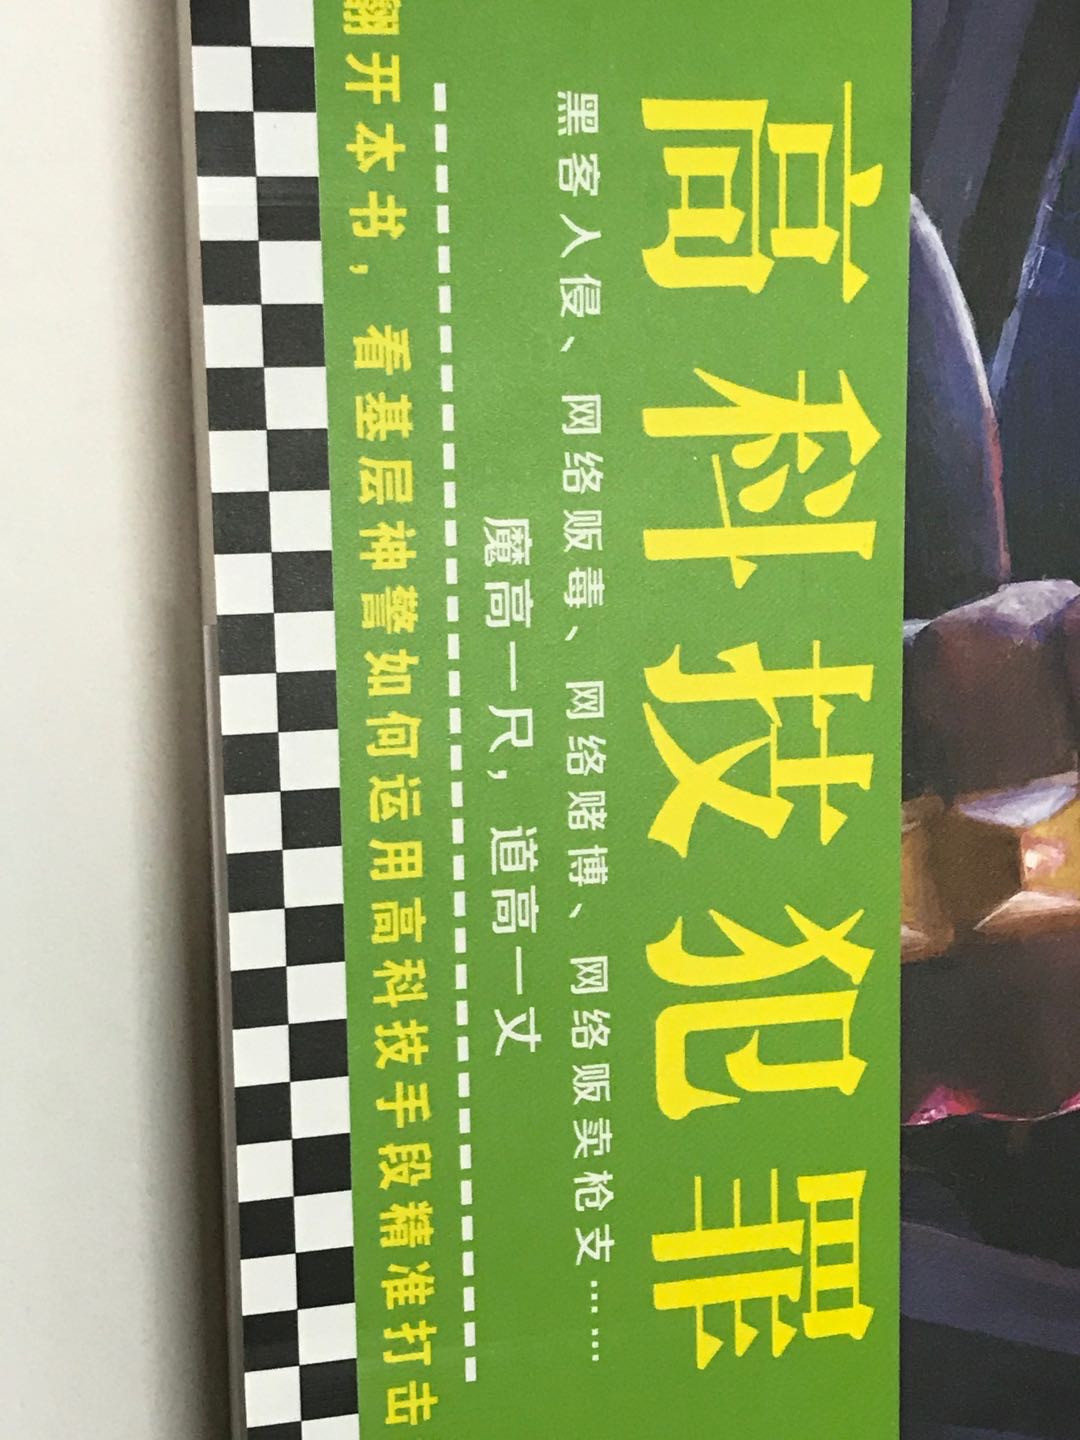 高科技犯罪
黑客入侵、网络贩毒、网络赌博、网络贩卖枪支……
魔高一尺，道高一丈
翻开本书，看基层神警如何运用高科技手段精准打击